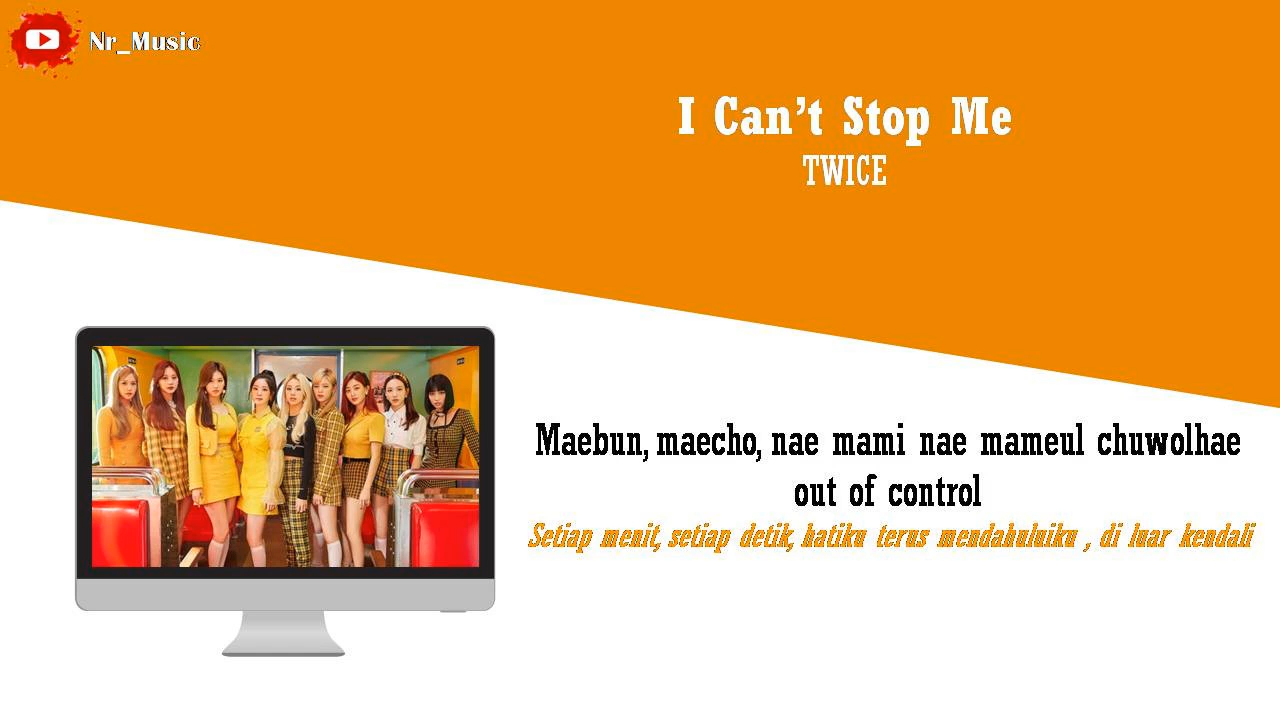 Nr_Music
I Can't Stop Me
TWICE
Maebun, maecho, nae mami nae mameul chuwolhae
out of control
Setiap menit, setiap detik, hatiku terus mendahuluiku , di luar kendali